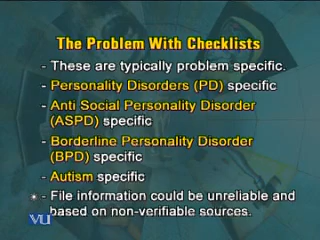 The Problem With Checklists
- These are typically problem specific.
- Personality Disorders (PD) specific
- Anti Social Personality Disorder
(ASPD) specific
- Borderline Personality Disorder
(BPD) specific
- Autism specific
* - File information could be unreliable and
based on non-verifiable sources.
VU